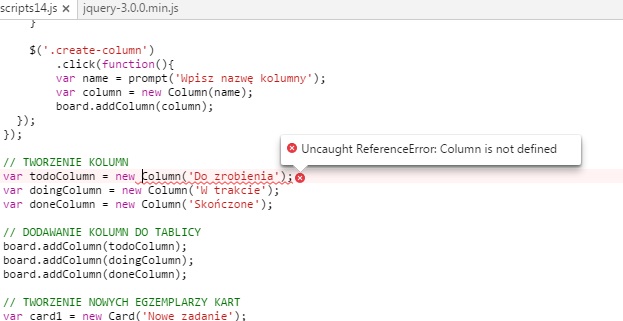 scripts14.js × jquery-3.0.0.min.js
}
$('.create-column')
.click(function(){
var name = prompt('Wpisz nazwę kolumny');
var column = new Column(name);
board.addColumn(column);
});
});
Uncaught ReferenceError: Column is not defined
// TWORZENIE KOLUMN
var todoColumn = new Column('Do zrobienia');
var doingColumn = new Column('W trakcie');
var doneColumn = new Column('Skończone');
// DODAWANIE KOLUMN DO TABLICY
board.addColumn(todoColumn);
board.addColumn(doingColumn);
board.addColumn(doneColumn);
// TWORZENIE NOWYCH EGZEMPLARZY KART
var card1 = new Card('Nowe zadanie');